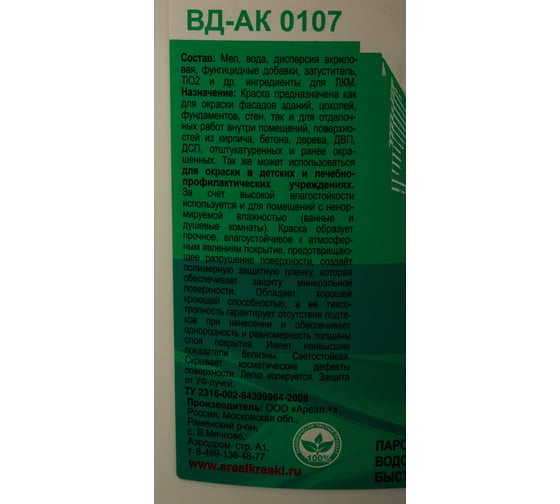 ВД-АК 0107
Состав: Мел, вода, дисперсия акрило-
вая, фунгицидные добавки, загуститель,
TiO2 и др. ингредиенты для ЛКМ.
Назначение: Краска предназначена как
для окраски фасадов зданий, цоколей,
фундаментов, стен, так и для отделоч-
ных работ внутри помещений, поверхно-
стей из кирпича, бетона, дерева, ДВП,
ДСП, отштукатуренных и ранее окра-
шенных. Так же может использоваться
для окраски в детских и лечебно-
профилактических учреждениях.
За счет высокой влагостойкости
используется и для помещений с ненор-
мируемой влажностью (ванные и
душевые комнаты). Краска образует
прочное, влагоустойчивое к атмосфер-
ным явлениям покрытие, предотвращаю-
щее разрушение поверхности, создаёт
полимерную защитную пленку, которая
обеспечивает защиту минеральной
поверхности. Обладает хорошей
кроющей способностью, а ее тиксо-
тропность гарантирует отсутствие подте-
ков при нанесении и обеспечивает
однородность и равномерность толщины
слоя покрытия. Имеет наивысшие
показатели белизны. Светостойкая.
Скрывает косметические дефекты
поверхности. Легко колеруется. Защита
от УФ-лучей.
ТУ 2316-002-84399964-2008
Производитель: ООО «Ареал +»
Россия, Московская обл.,
Раменский р-он,
с. В.Мячково,
Аэродром. стр. А1.
т. 8-499-136-48-77
www.arealkraski.ru
100%
ПАРО
ВОДО
БЫСТ